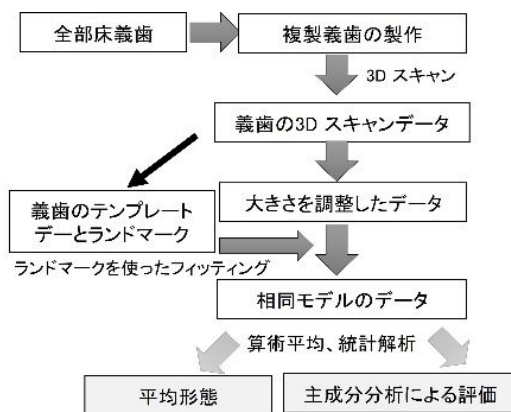 全部床義歯
複製義歯の製作
3D スキャン
義歯の3D スキャンデータ
義歯のテンプレート
デーとランドマーク
大きさを調整したデータ
ランドマークを使ったフィッティング
相同モデルのデータ
算術平均、統計解析
平均形態
主成分分析による評価